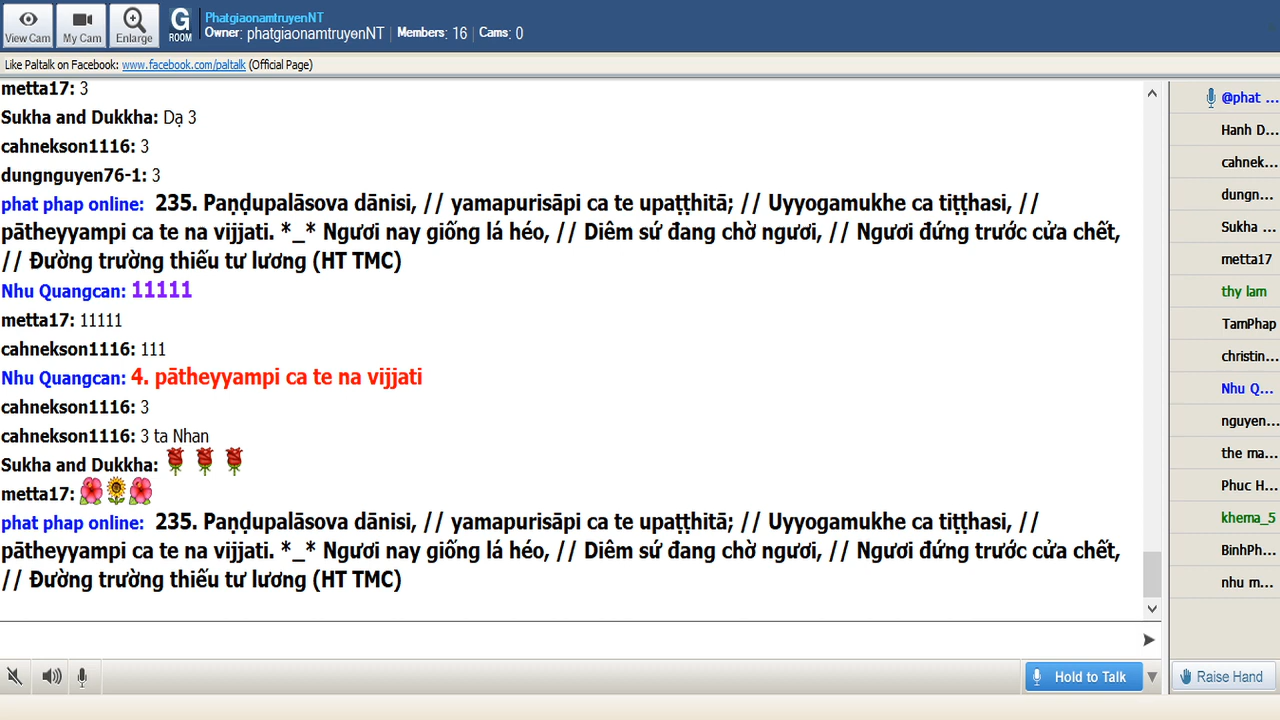 View Cam
My Cam
Enlarge
G
ROOM
PhatgiaonamtruyenNT
Owner: phatgiaonamtruyenNT | Members: 16 | Cams: 0
Like Paltalk on Facebook: www.facebook.com/paltalk (Official Page)
metta17: 3
Sukha and Dukkha: Dạ 3
cahnekson1116: 3
dungnguyen76-1: 3
phat phap online: 235. Paṇḍupalāsova dānisi, // yamapurisāpi ca te upaṭṭhitā; // Uyyogamukhe ca tiṭṭhasi, //
pātheyyampi ca te na vijjati. *_* Ngươi nay giống lá héo, // Diêm sứ đang chờ ngươi, // Ngươi đứng trước cửa chết,
// Đường trường thiếu tư lương (HT TMC)
Nhu Quangcan: 11111
metta17: 11111
cahnekson1116: 111
Nhu Quangcan: 4. pātheyyampi ca te na vijjati
cahnekson1116: 3
cahnekson1116: 3 ta Nhan
Sukha and Dukkha:
metta17:
phat phap online: 235. Paṇḍupalāsova dānisi, // yamapurisāpi ca te upaṭṭhitā; // Uyyogamukhe ca tiṭṭhasi, //
pātheyyampi ca te na vijjati. *_* Ngươi nay giống lá héo, // Diêm sứ đang chờ ngươi, // Ngươi đứng trước cửa chết,
// Đường trường thiếu tư lương (HT TMC)
@phat ...
Hanh D...
cahnek...
dungn...
Sukha ...
metta17
thy lam
TamPhap
christin...
Nhu Q...
nguyen...
the ma...
Phuc H...
khema_5
BinhPh...
nhu m...
Hold to Talk
Raise Hand